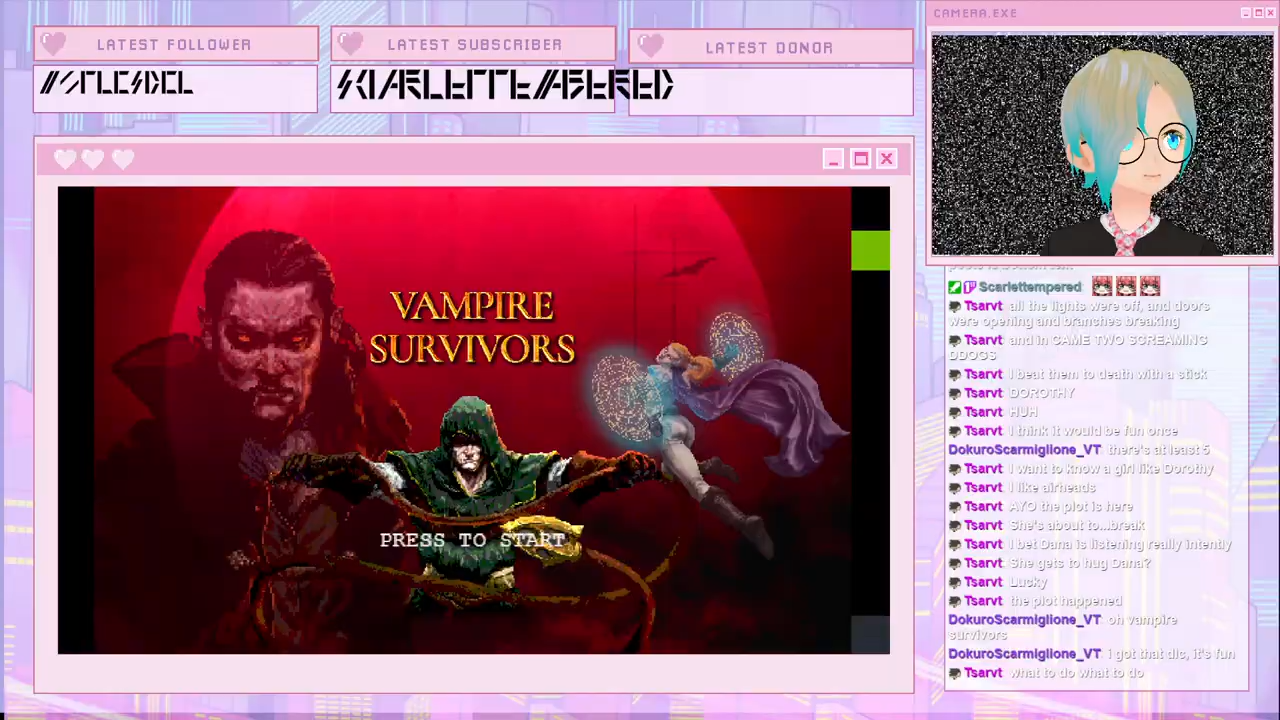 LATEST FOLLOWER
LATEST SUBSCRIBER
LATEST DONOR
CAMERA.EXE
VAMPIRE
SURVIVORS
PRESS TO START
Scarlettempered
Tsarvt all the lights were off, and doors
were opening and branches breaking
Tsarvt and in CAME TWO SCREAMING
DDOGS
Tsarvt I beat them to death with a stick
Tsarvt DOROTHY
Tsarvt HUH
Tsarvt I think it would be fun once
DokuroScarmiglione_VT there's at least 5
Tsarvt I want to know a girl like Dorothy
Tsarvt I like airheads
Tsarvt AYO the plot is here
Tsarvt She's about to...break
Tsarvt I bet Dana is listening really intently
Tsarvt She gets to hug Dana?
Tsarvt Lucky
Tsarvt the plot happened
DokuroScarmiglione_VT oh vampire
survivors
DokuroScarmiglione_VT i got that dlc, it's fun
Tsarvt what to do what to do